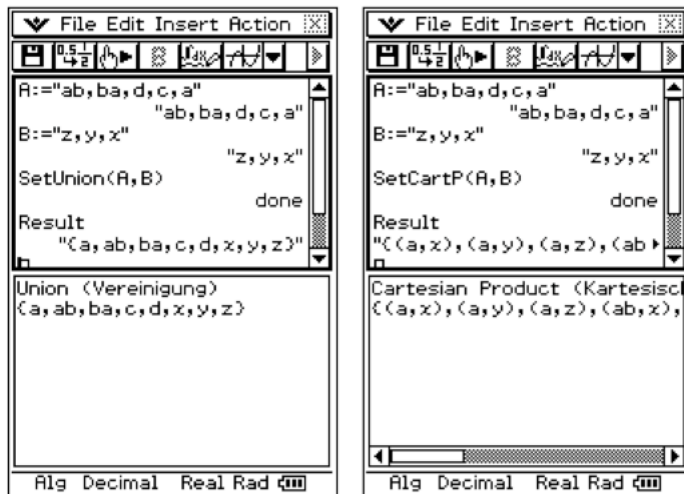 File Edit Insert Action
A:="ab,ba,d,c,a"
"ab,ba,d,c,a"
B:="z,y,x"
"z,y,x"
SetUnion(A,B)
done
Result
"{a,ab,ba,c,d,x,y,z}"
Union (Vereinigung)
{a,ab,ba,c,d,x,y,z}
Alg Decimal Real Rad
File Edit Insert Action
A:="ab,ba,d,c,a"
"ab,ba,d,c,a"
B:="z,y,x"
"z,y,x"
SetCartP(A,B)
done
Result
"{(a,x),(a,y),(a,z),(ab
Cartesian Product (Kartesisc
{(a,x),(a,y),(a,z),(ab,x),
Alg Decimal Real Rad